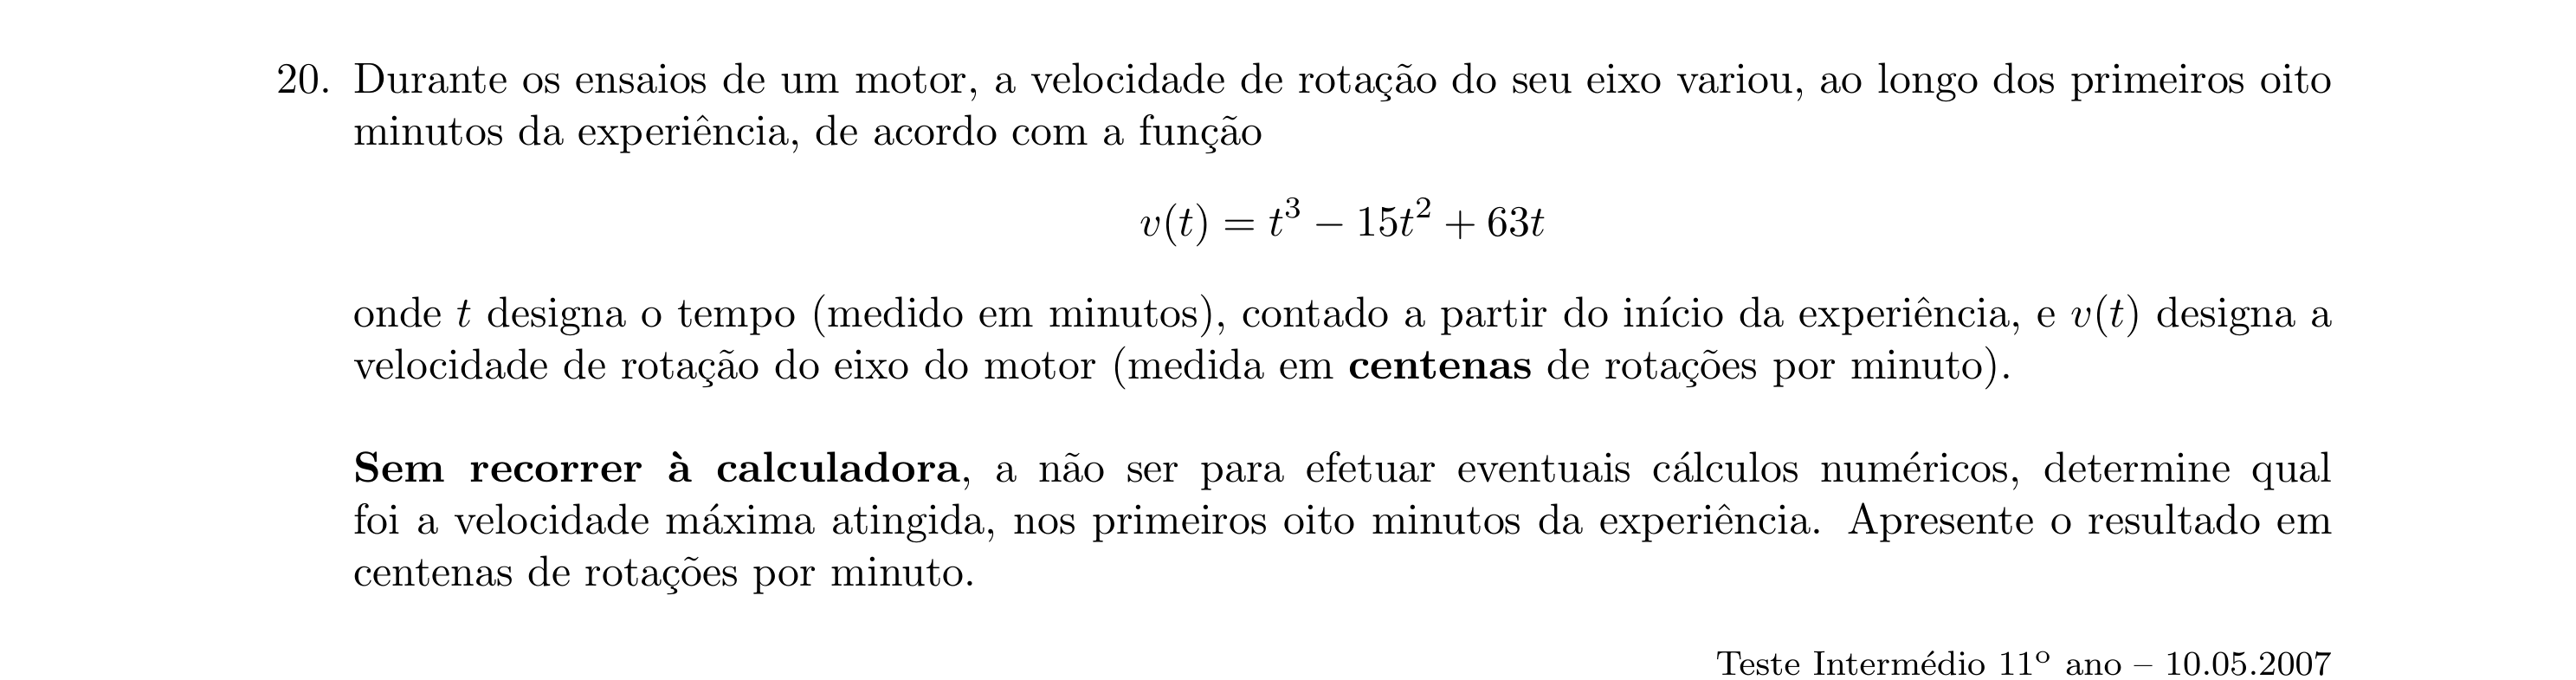 20. Durante os ensaios de um motor, a velocidade de rotação do seu eixo variou, ao longo dos primeiros oito
minutos da experiência, de acordo com a função
v(t) = t³ − 15t² + 63t
onde t designa o tempo (medido em minutos), contado a partir do início da experiência, e v(t) designa a
velocidade de rotação do eixo do motor (medida em centenas de rotações por minuto).
Sem recorrer à calculadora, a não ser para efetuar eventuais cálculos numéricos, determine qual
foi a velocidade máxima atingida, nos primeiros oito minutos da experiência. Apresente o resultado em
centenas de rotações por minuto.
Teste Intermédio 11º ano – 10.05.2007